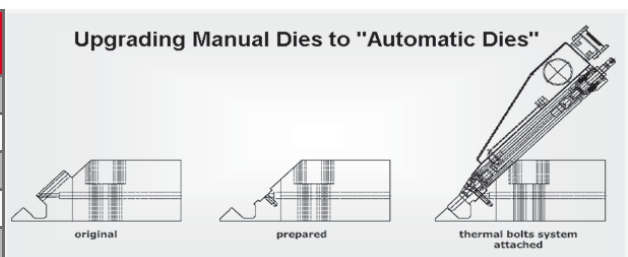 Upgrading Manual Dies to "Automatic Dies"
original
prepared
thermal bolts system
attached